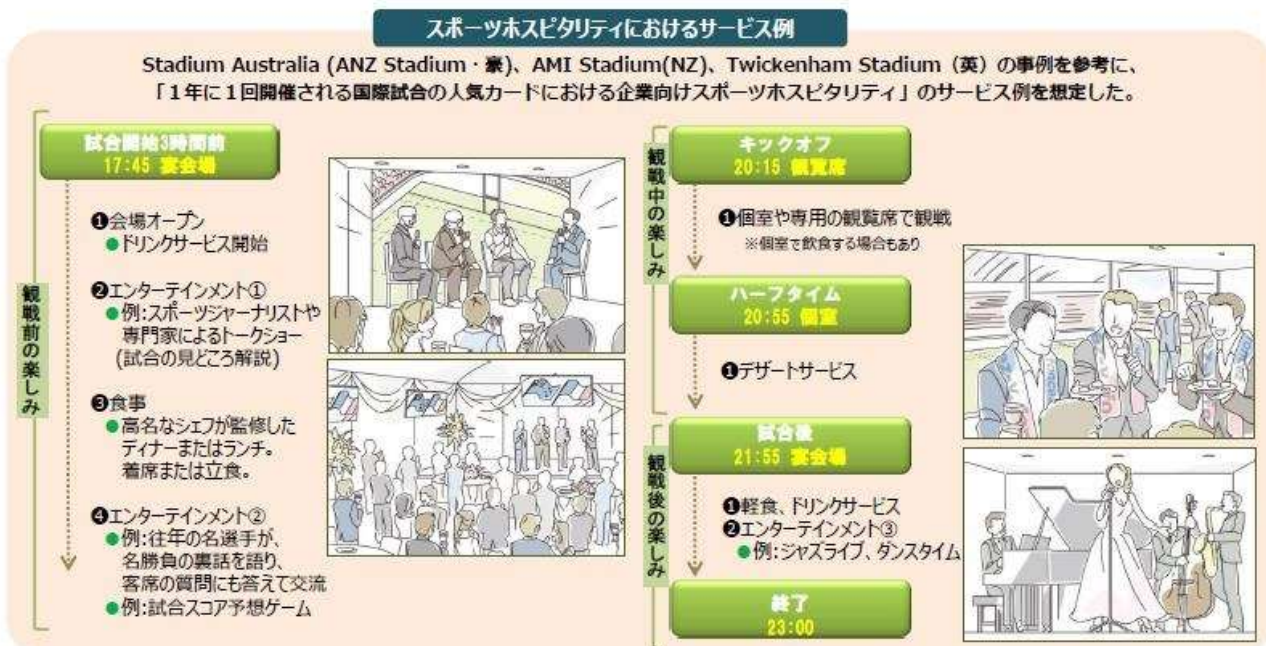 スポーツホスピタリティにおけるサービス例
Stadium Australia (ANZ Stadium・豪)、AMI Stadium(NZ)、Twickenham Stadium（英）の事例を参考に、
「１年に１回開催される国際試合の人気カードにおける企業向けスポーツホスピタリティ」のサービス例を想定した。
観戦前の楽しみ
試合開始3時間前
17:45 宴会場
❶会場オープン
●ドリンクサービス開始
❷エンターテインメント①
●例:スポーツジャーナリストや
専門家によるトークショー
(試合の見どころ解説)
❸食事
●高名なシェフが監修した
ディナーまたはランチ。
着席または立食。
❹エンターテインメント②
●例:往年の名選手が、
名勝負の裏話を語り、
客席の質問にも答えて交流
●例:試合スコア予想ゲーム
観戦中の楽しみ
キックオフ
20:15 観覧席
❶個室や専用の観覧席で観戦
※個室で飲食する場合もあり
ハーフタイム
20:55 個室
❶デザートサービス
観戦後の楽しみ
試合後
21:55 宴会場
❶軽食、ドリンクサービス
❷エンターテインメント③
●例:ジャズライブ、ダンスタイム
終了
23:00